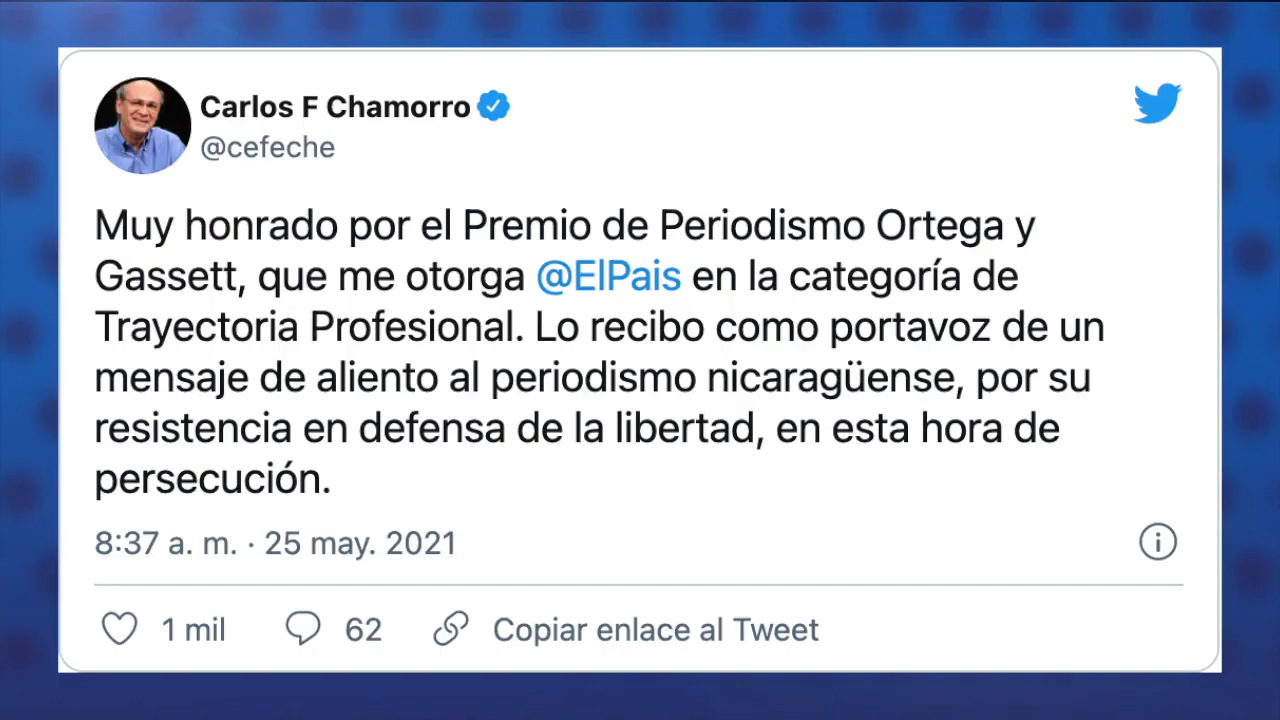 Carlos F Chamorro
@cefeche
Muy honrado por el Premio de Periodismo Ortega y
Gassett, que me otorga @ElPais en la categoría de
Trayectoria Profesional. Lo recibo como portavoz de un
mensaje de aliento al periodismo nicaragüense, por su
resistencia en defensa de la libertad, en esta hora de
persecución.
8:37 a. m. · 25 may. 2021
1 mil 62 Copiar enlace al Tweet